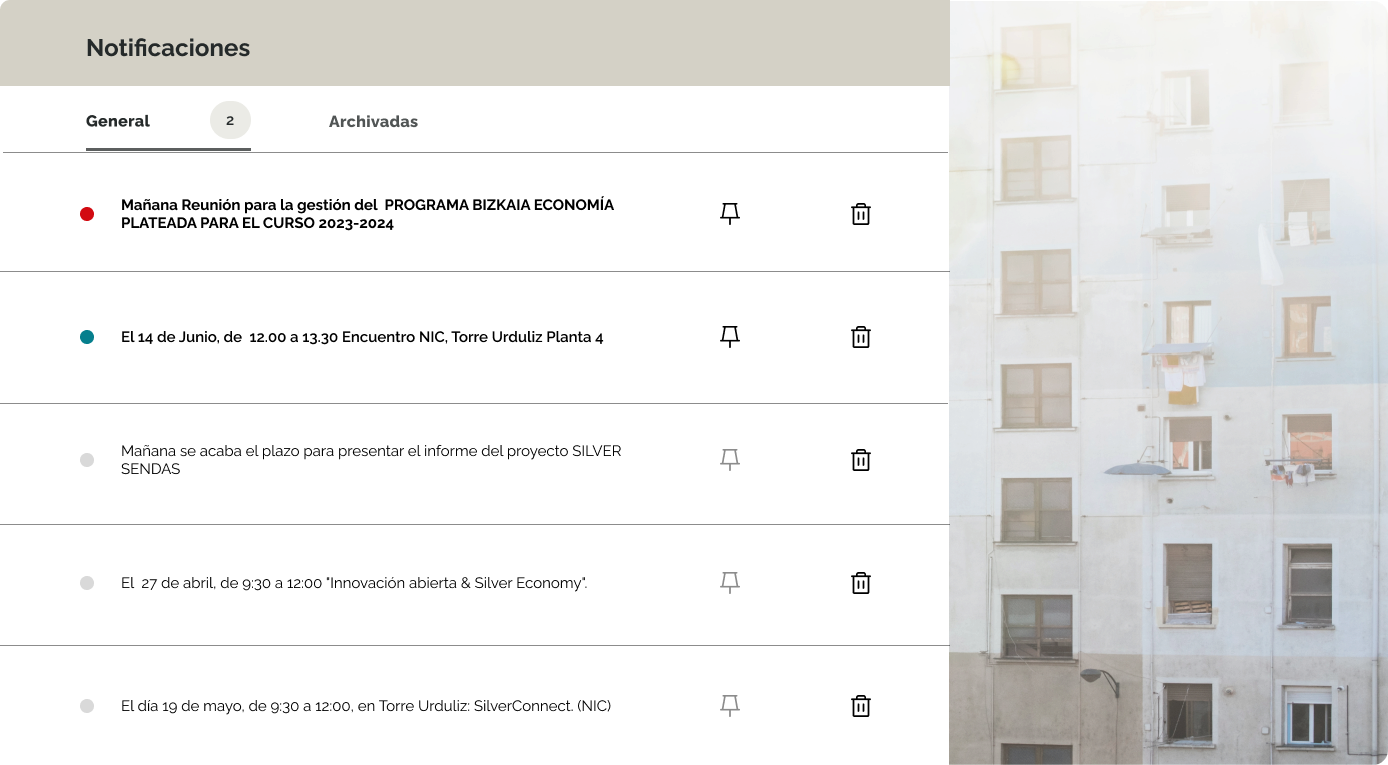 Notificaciones
General 2 Archivadas
Mañana Reunión para la gestión del  PROGRAMA BIZKAIA ECONOMÍA
PLATEADA PARA EL CURSO 2023-2024
El 14 de Junio, de  12.00 a 13.30 Encuentro NIC, Torre Urduliz Planta 4
Mañana se acaba el plazo para presentar el informe del proyecto SILVER
SENDAS
El  27 de abril, de 9:30 a 12:00 "Innovación abierta & Silver Economy".
El día 19 de mayo, de 9:30 a 12:00, en Torre Urduliz: SilverConnect. (NIC)